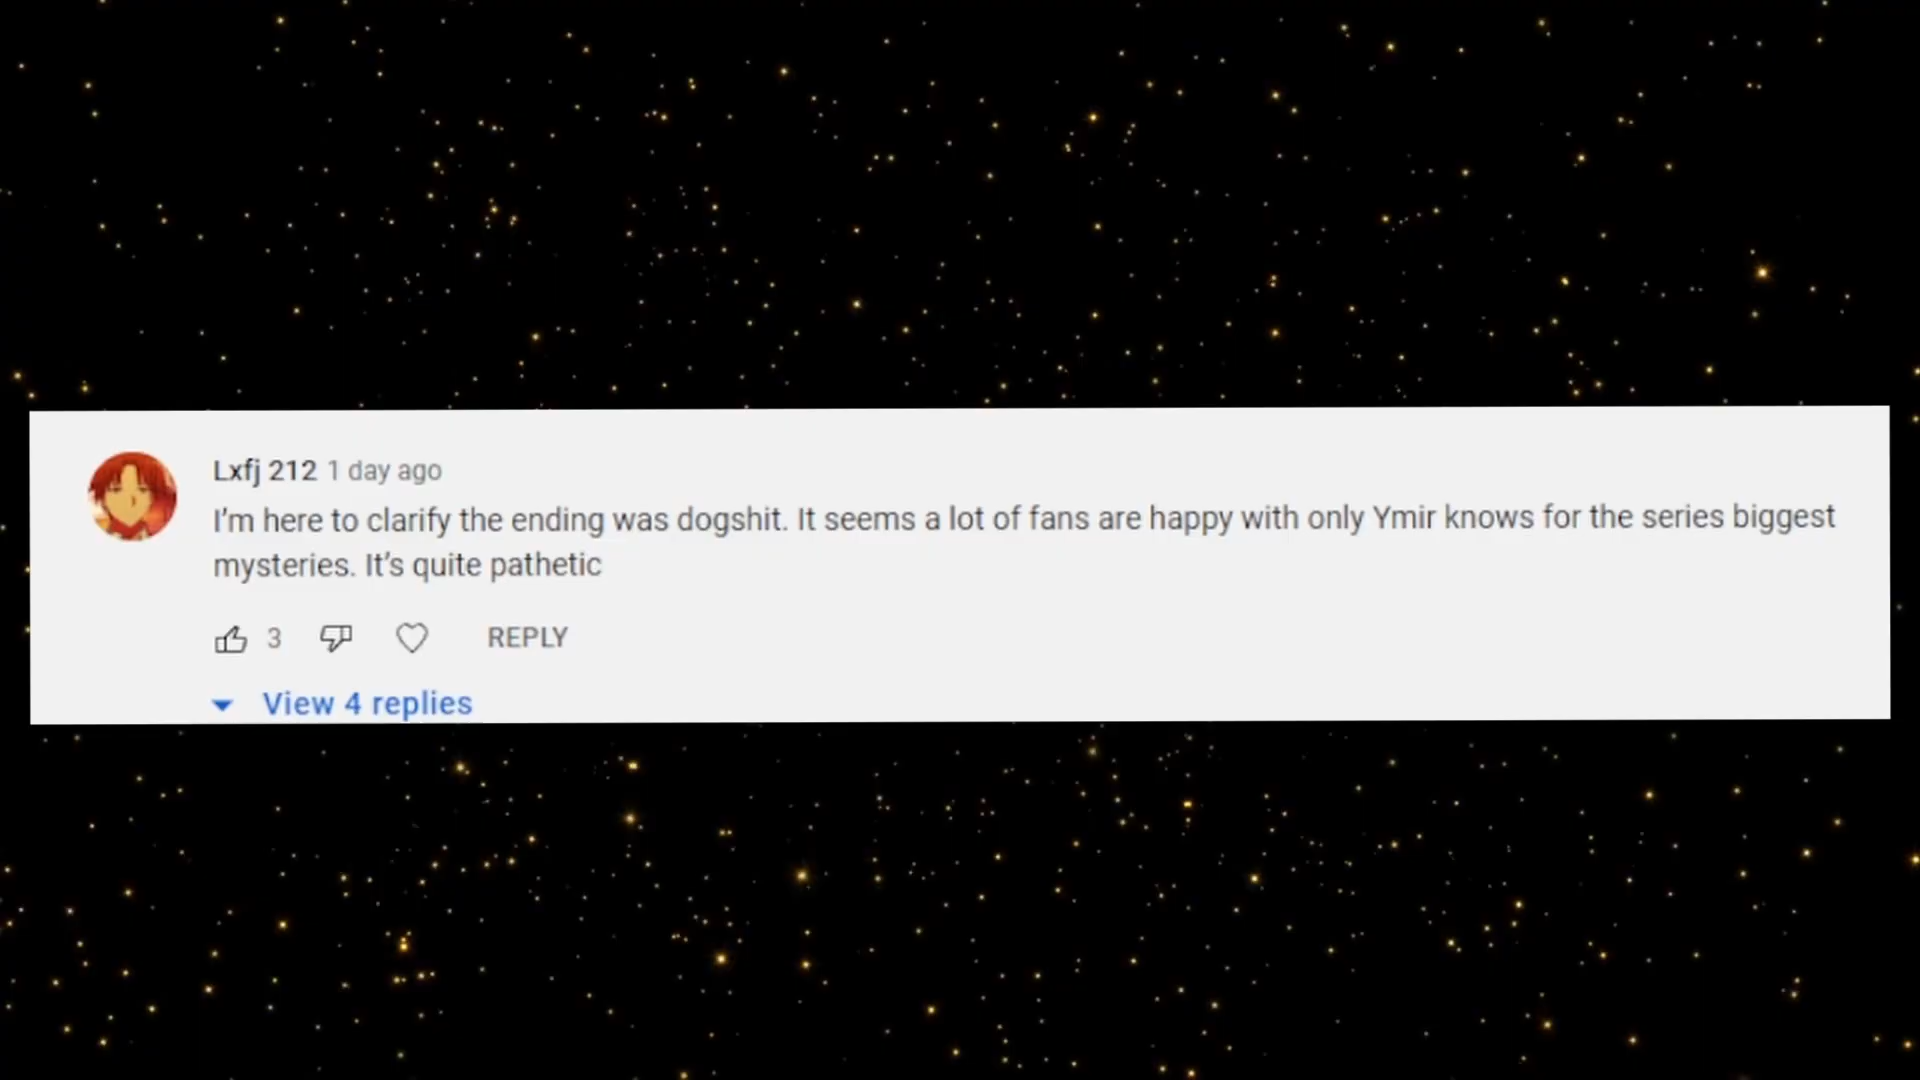 Lxfj 212 1 day ago
I’m here to clarify the ending was dogshit. It seems a lot of fans are happy with only Ymir knows for the series biggest
mysteries. It’s quite pathetic
3 REPLY
View 4 replies